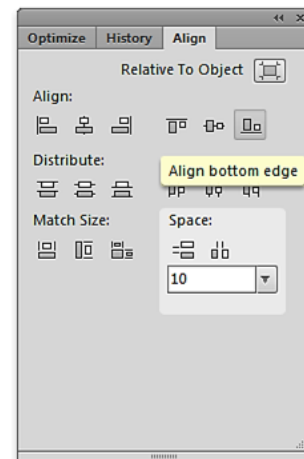 Optimize History Align
Relative To Object
Align:
Distribute:
Align bottom edge
Match Size: Space:
10